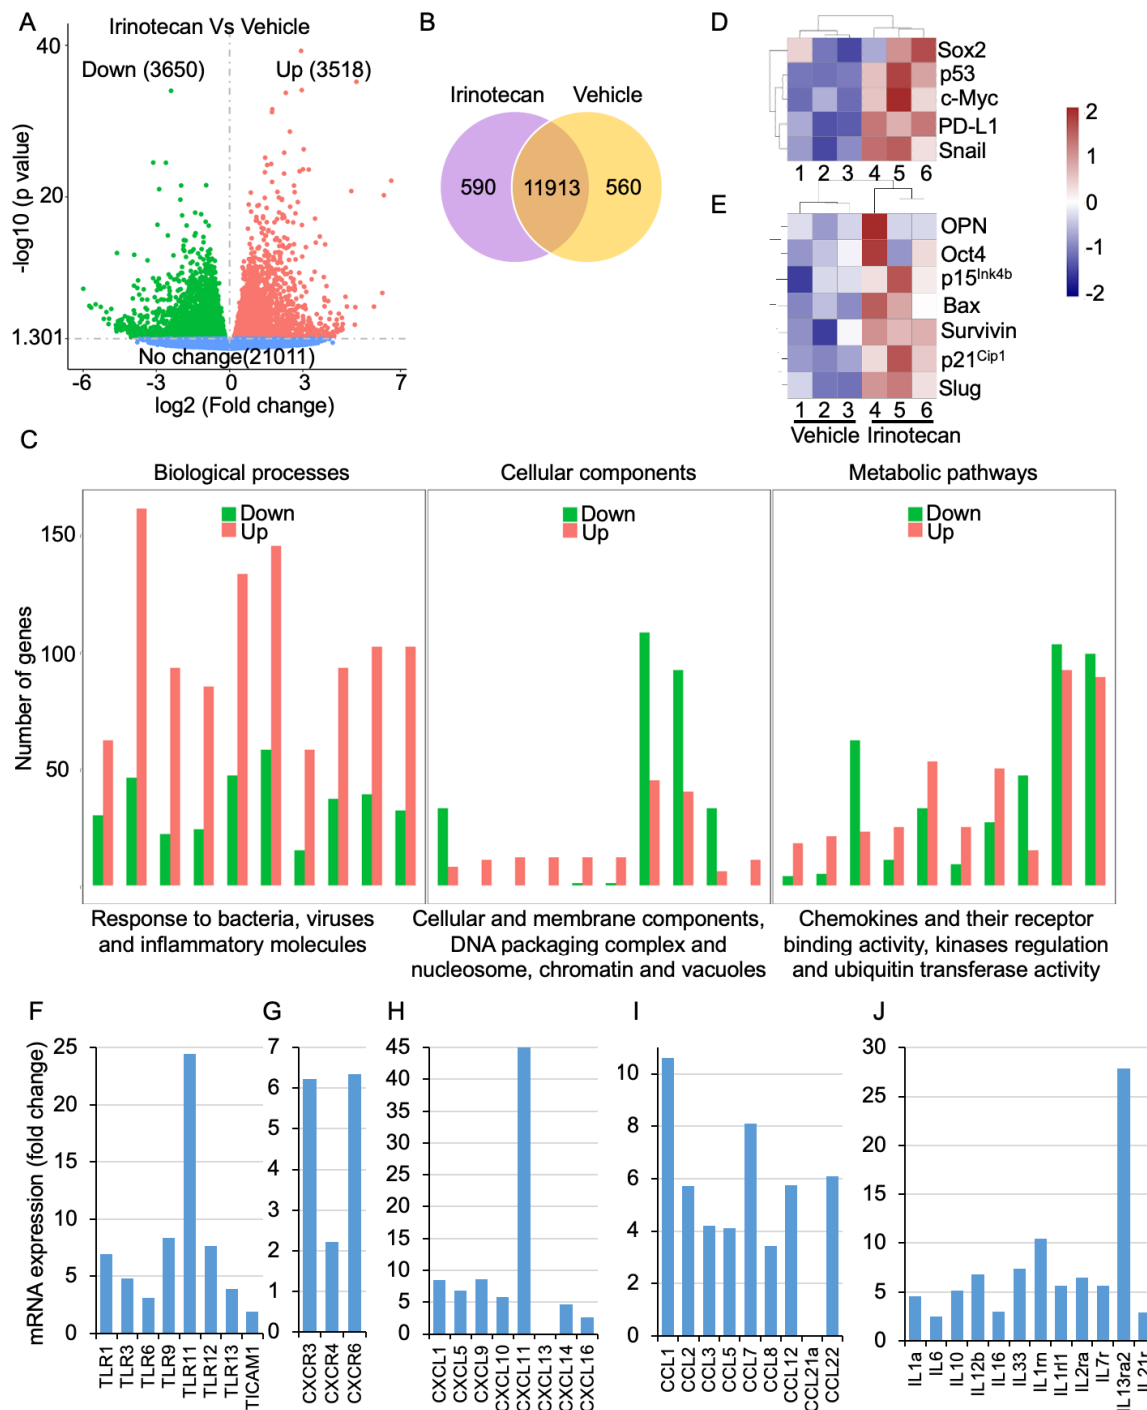 A
Irinotecan Vs Vehicle
40
Down (3650)
Up (3518)
-log10 (p value)
20
1.301
No change(21011)
-6
-3
0
3
7
log2 (Fold change)
B
Irinotecan
Vehicle
590
11913
560
D
Sox2
p53
c-Myc
PD-L1
Snail
1 2 3 4 5 6
2
1
0
-1
-2
E
OPN
Oct4
p15Ink4b
Bax
Survivin
p21Cip1
Slug
1 2 3 4 5 6
Vehicle Irinotecan
C
Biological processes
Cellular components
Metabolic pathways
Down
Up
Down
Up
Down
Up
150
100
50
Number of genes
Response to bacteria, viruses
and inflammatory molecules
Cellular and membrane components,
DNA packaging complex and
nucleosome, chromatin and vacuoles
Chemokines and their receptor
binding activity, kinases regulation
and ubiquitin transferase activity
F
mRNA expression (fold change)
25
20
15
10
5
0
TLR1
TLR3
TLR6
TLR9
TLR11
TLR12
TLR13
TICAM1
G
7
6
5
4
3
2
1
0
CXCR3
CXCR4
CXCR6
H
45
40
35
30
25
20
15
10
5
0
CXCL1
CXCL5
CXCL9
CXCL10
CXCL11
CXCL13
CXCL14
CXCL16
I
10
8
6
4
2
0
CCL1
CCL2
CCL3
CCL5
CCL7
CCL8
CCL12
CCL21a
CCL22
J
30
25
20
15
10
5
0
IL1a
IL6
IL10
IL12b
IL16
IL33
IL1rn
IL1rl1
IL2ra
IL7r
IL13ra2
IL21r